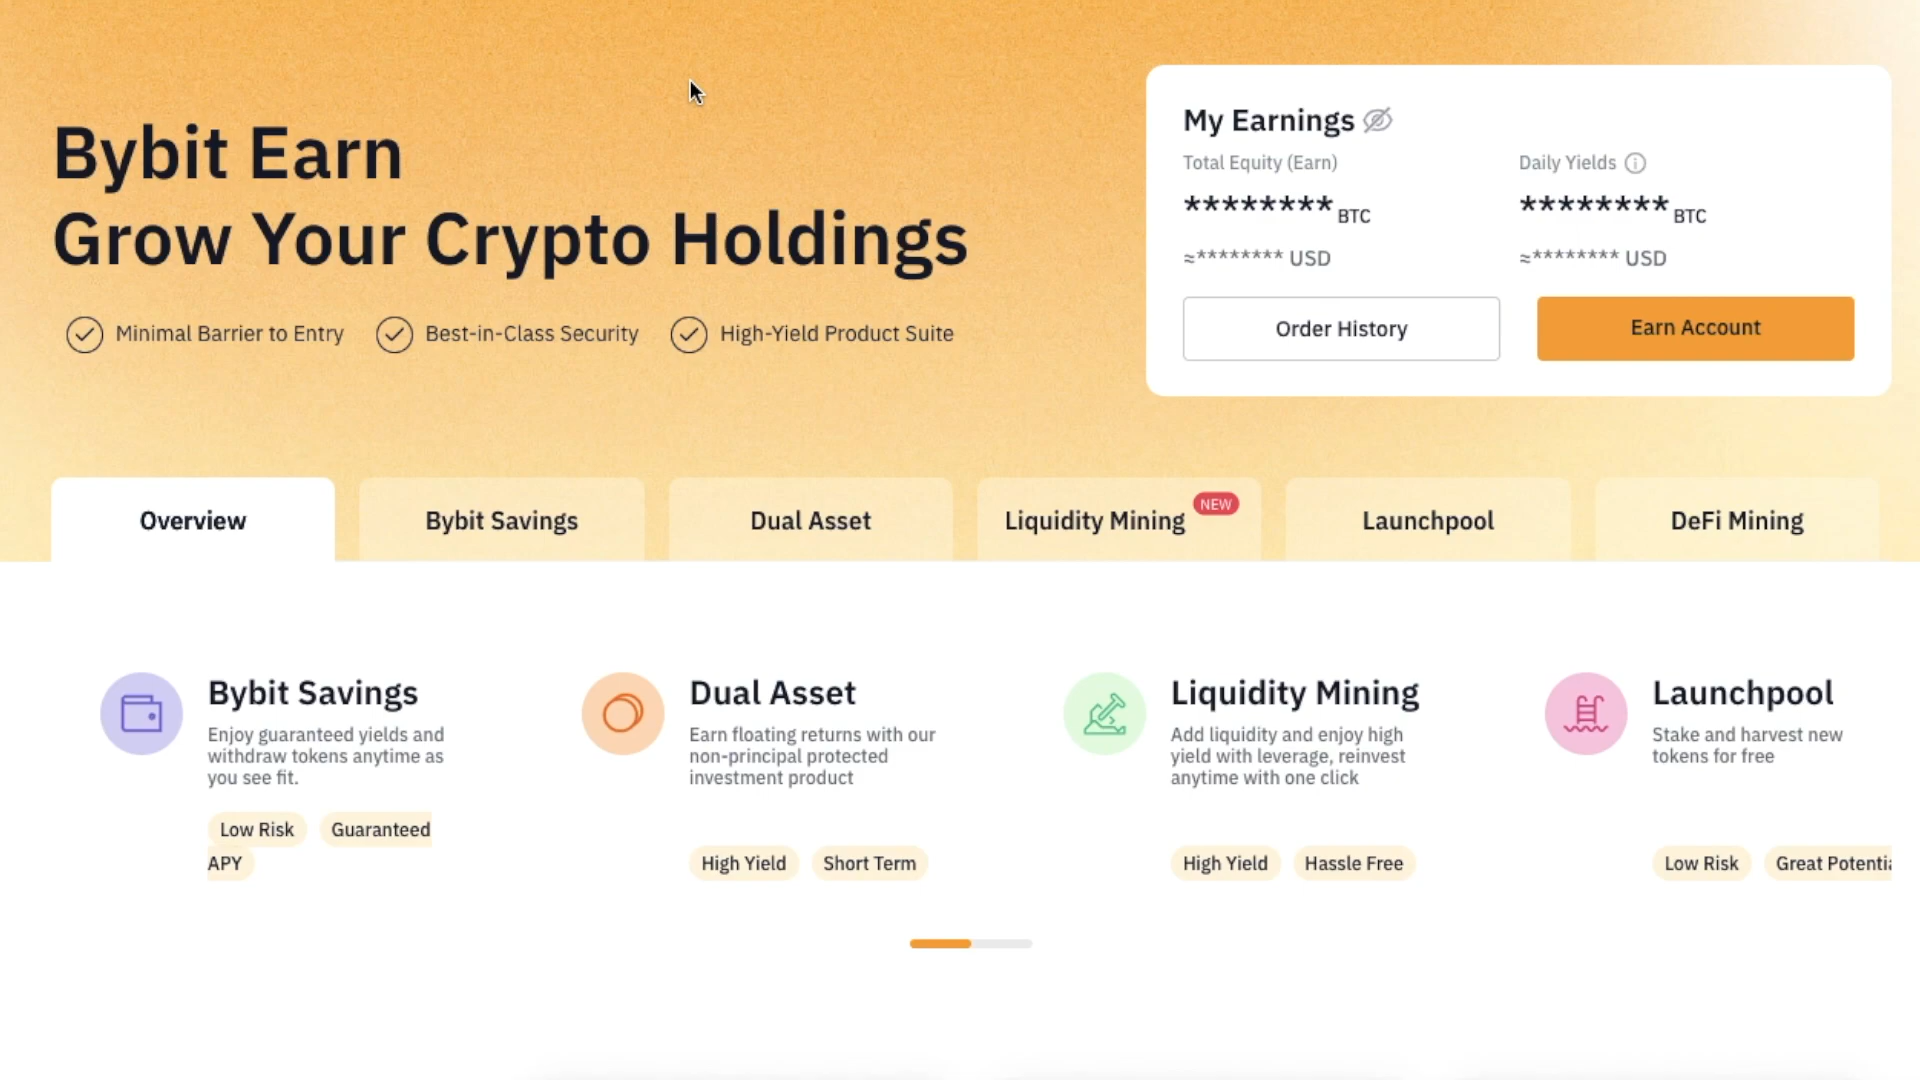 Bybit Earn
Grow Your Crypto Holdings
Minimal Barrier to Entry
Best-in-Class Security
High-Yield Product Suite
My Earnings
Total Equity (Earn)
Daily Yields
******** BTC
******** BTC
≈******** USD
≈******** USD
Order History
Earn Account
Overview
Bybit Savings
Dual Asset
Liquidity Mining
NEW
Launchpool
DeFi Mining
Bybit Savings
Enjoy guaranteed yields and
withdraw tokens anytime as
you see fit.
Low Risk
Guaranteed
APY
Dual Asset
Earn floating returns with our
non-principal protected
investment product
High Yield
Short Term
Liquidity Mining
Add liquidity and enjoy high
yield with leverage, reinvest
anytime with one click
High Yield
Hassle Free
Launchpool
Stake and harvest new
tokens for free
Low Risk
Great